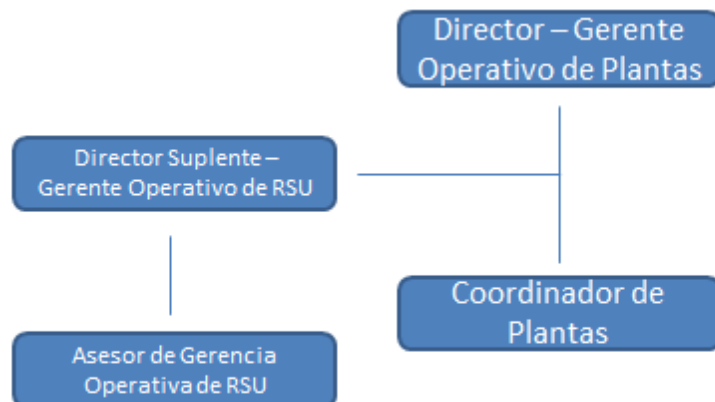 Director – Gerente
Operativo de Plantas
Director Suplente –
Gerente Operativo de RSU
Coordinador de
Plantas
Asesor de Gerencia
Operativa de RSU